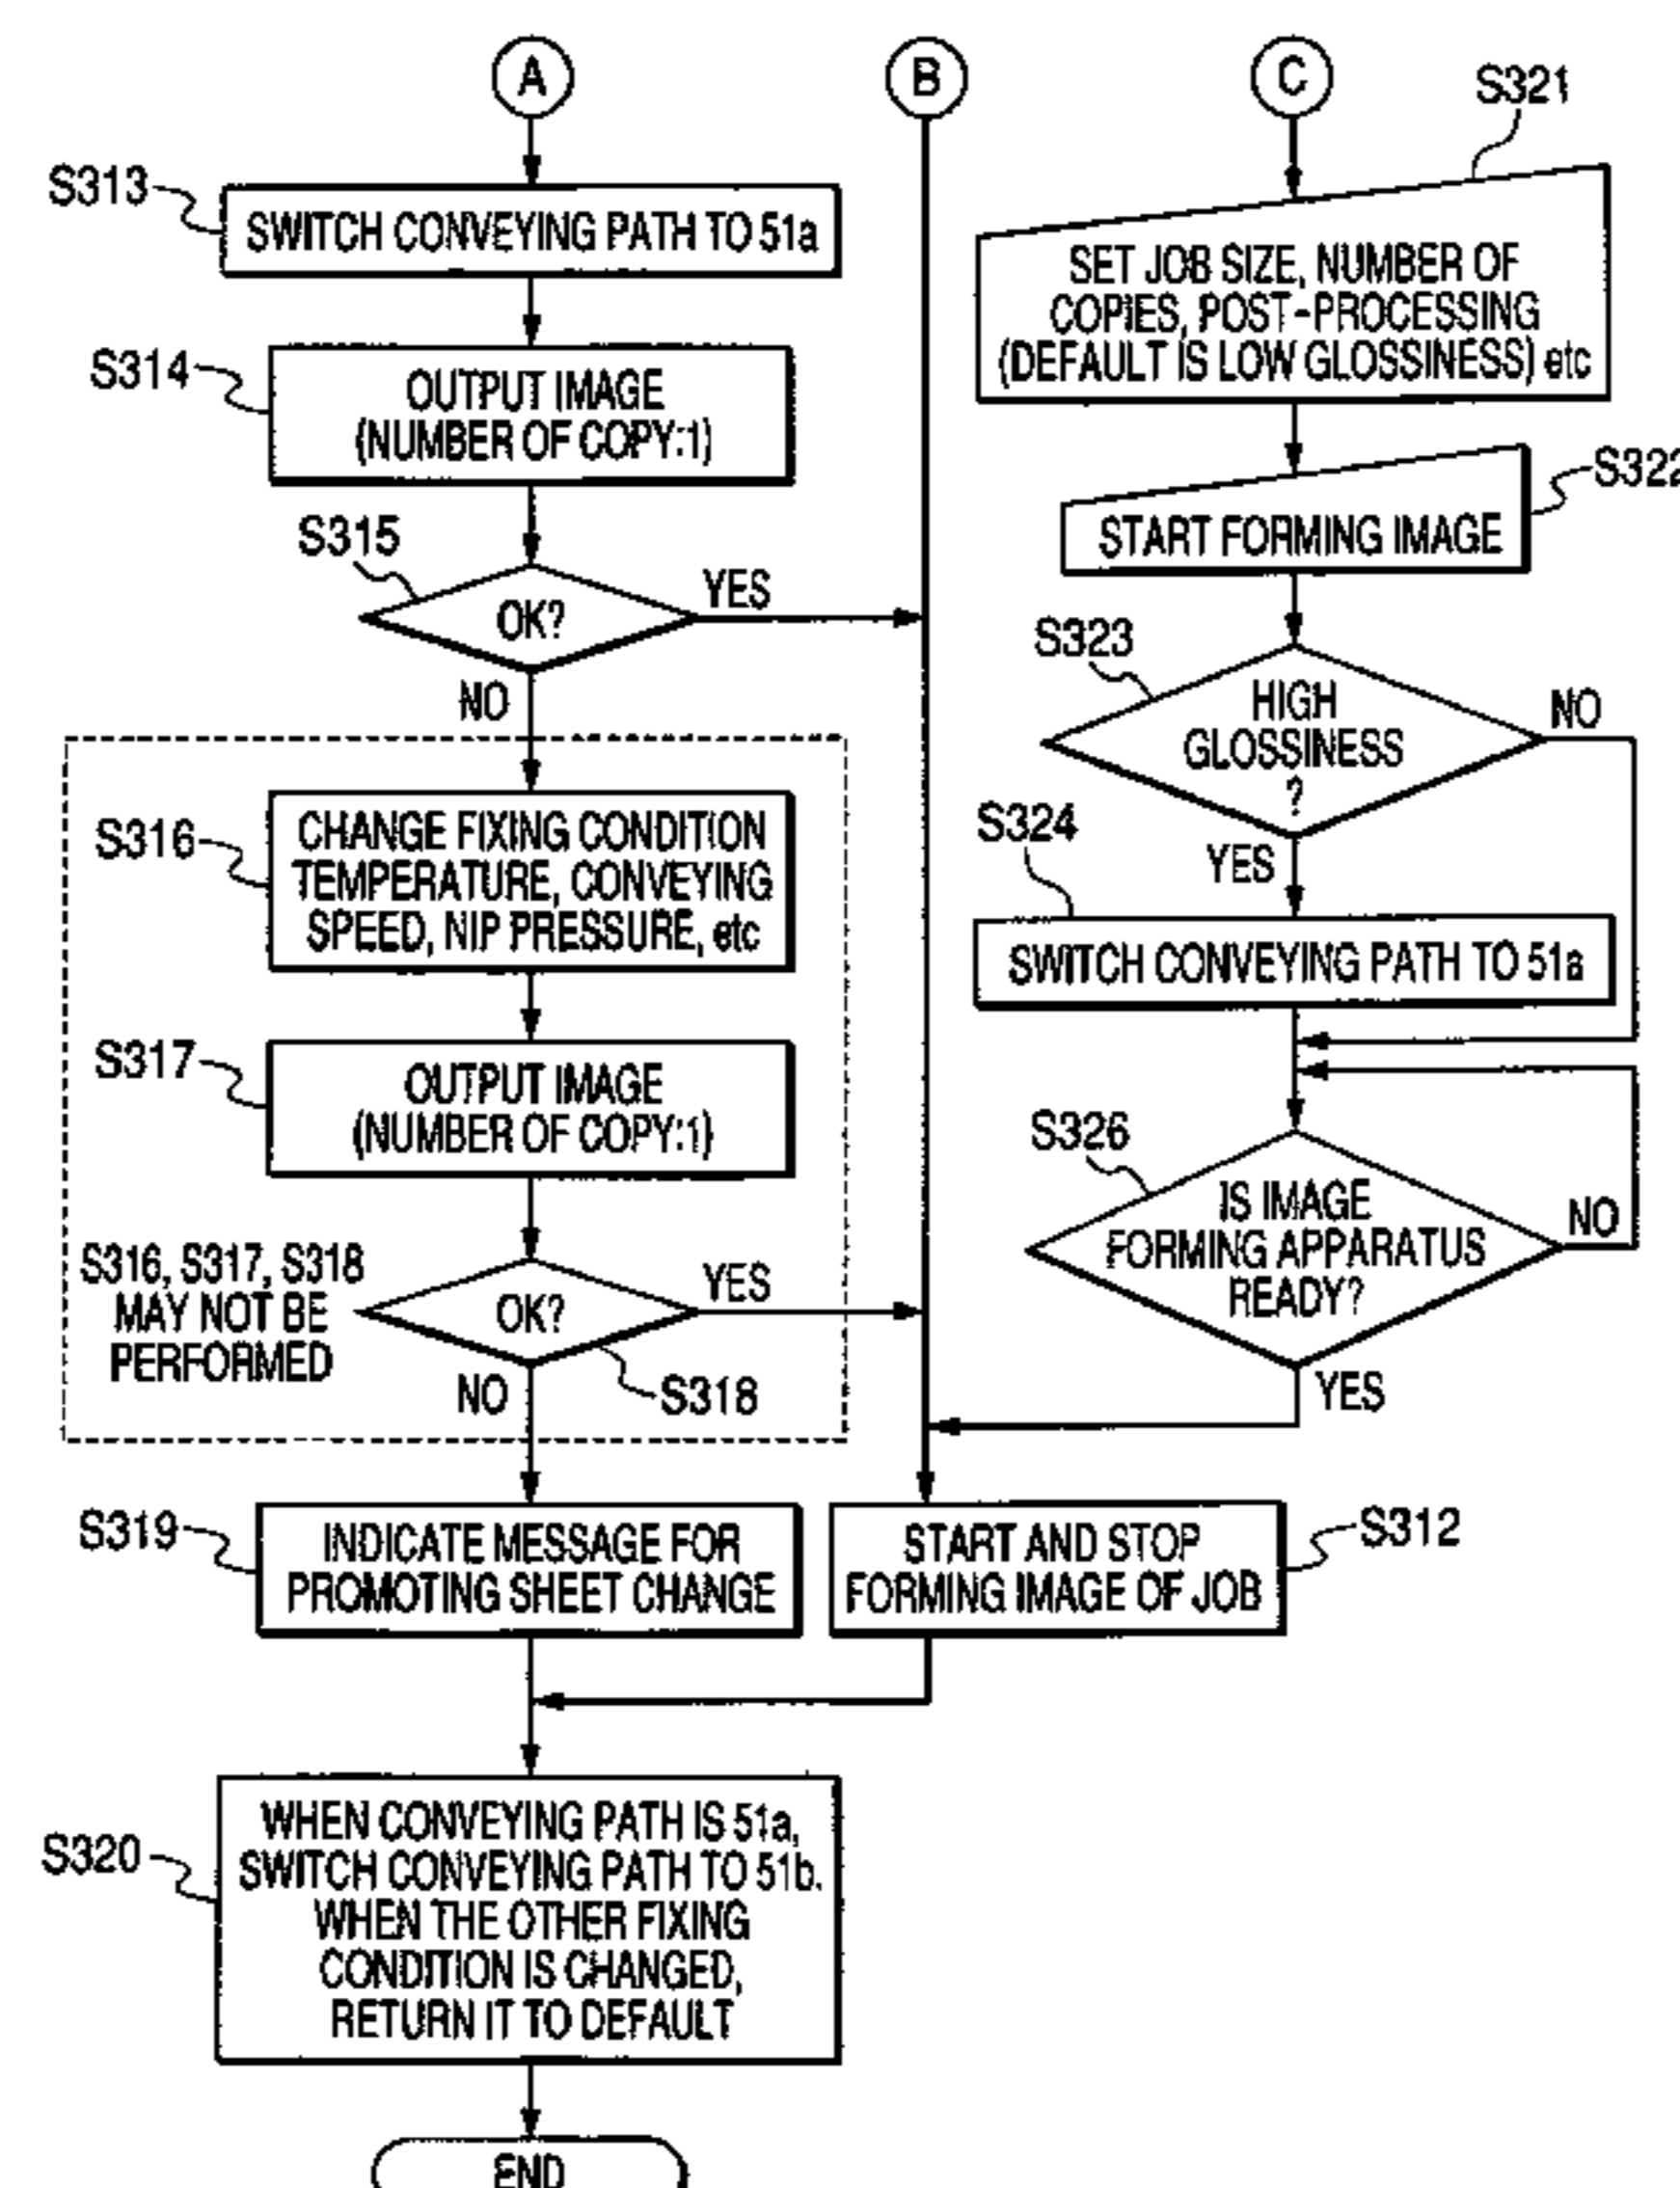 A
S313
SWITCH CONVEYING PATH TO 51a
S314
OUTPUT IMAGE
(NUMBER OF COPY:1)
S315
OK?
YES
NO
S316
CHANGE FIXING CONDITION
TEMPERATURE, CONVEYING
SPEED, NIP PRESSURE, etc
S317
OUTPUT IMAGE
(NUMBER OF COPY:1)
S316, S317, S318
MAY NOT BE
PERFORMED
OK?
YES
NO
S318
S319
INDICATE MESSAGE FOR
PROMOTING SHEET CHANGE
S320
WHEN CONVEYING PATH IS 51a,
SWITCH CONVEYING PATH TO 51b.
WHEN THE OTHER FIXING
CONDITION IS CHANGED,
RETURN IT TO DEFAULT
END
B
START AND STOP
FORMING IMAGE OF JOB
S312
C
S321
SET JOB SIZE, NUMBER OF
COPIES, POST-PROCESSING
(DEFAULT IS LOW GLOSSINESS) etc
S322
START FORMING IMAGE
S323
HIGH
GLOSSINESS
?
NO
YES
S324
SWITCH CONVEYING PATH TO 51a
S326
IS IMAGE
FORMING APPARATUS
READY?
NO
YES